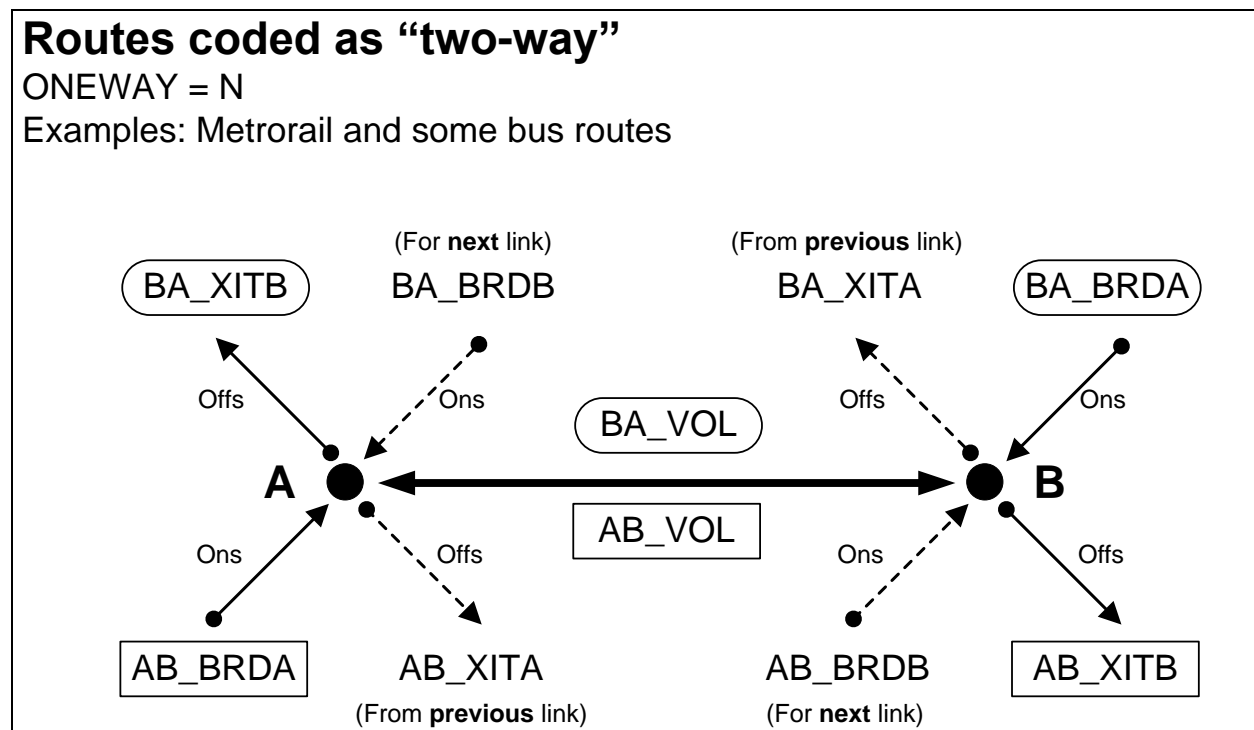 Routes coded as “two-way”
ONEWAY = N
Examples: Metrorail and some bus routes
(For next link) (From previous link)
BA_XITB BA_BRDB BA_XITA BA_BRDA
Offs Ons Offs Ons
BA_VOL
A B
AB_VOL
Ons Offs Ons Offs
AB_BRDA AB_XITA AB_BRDB AB_XITB
(From previous link) (For next link)